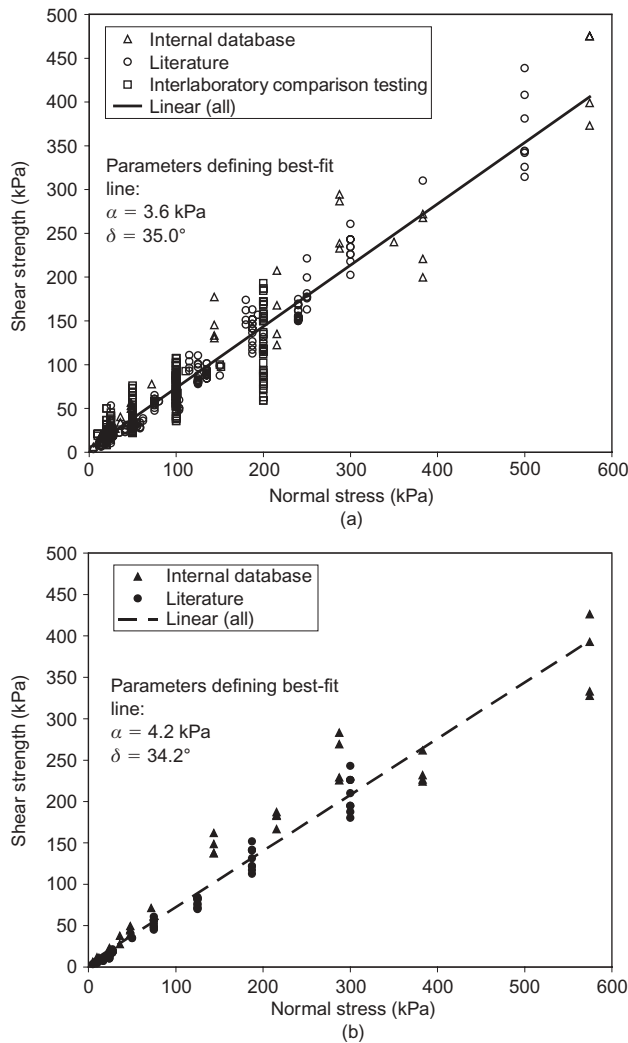 500
450
400
350
300
250
200
150
100
50
0
Shear strength (kPa)
Internal database
Literature
Interlaboratory comparison testing
Linear (all)
Parameters defining best-fit
line:
α = 3.6 kPa
δ = 35.0°
0 100 200 300 400 500 600
Normal stress (kPa)
(a)
500
450
400
350
300
250
200
150
100
50
0
Shear strength (kPa)
Internal database
Literature
Linear (all)
Parameters defining best-fit
line:
α = 4.2 kPa
δ = 34.2°
0 100 200 300 400 500 600
Normal stress (kPa)
(b)